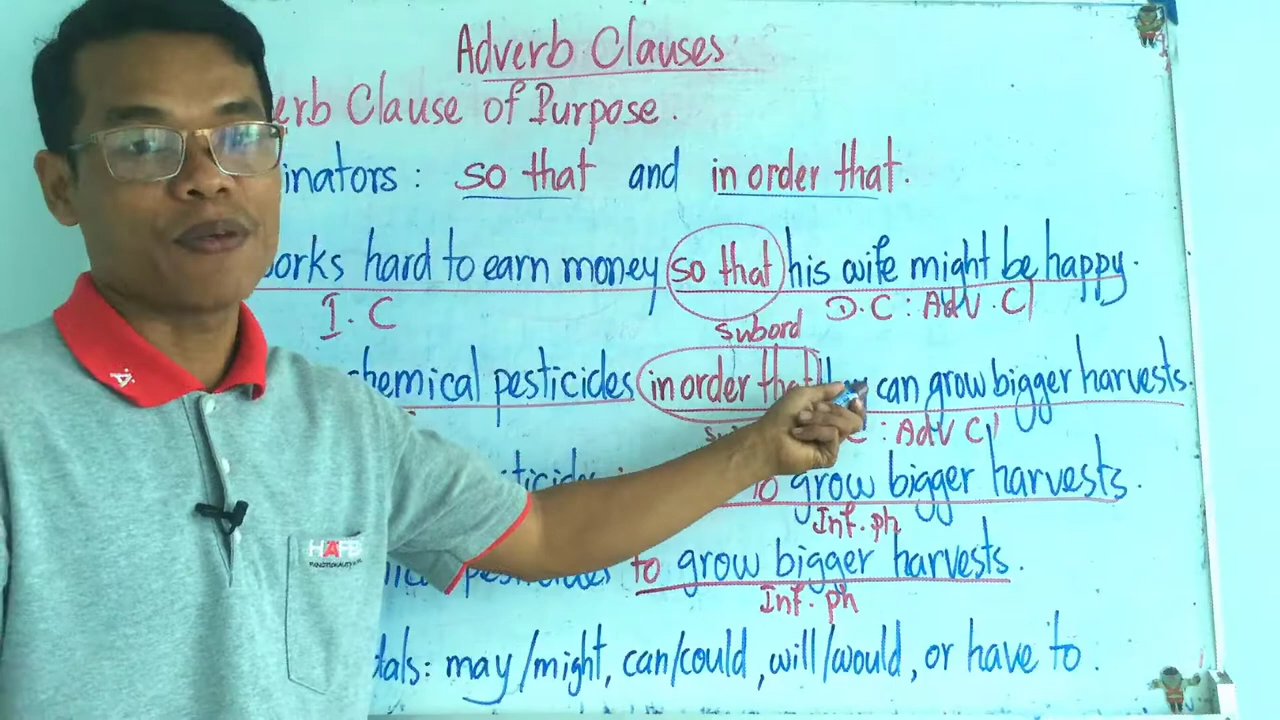 Adverb Clauses
erb Clause of Purpose.
inators: so that and in order that.
orks hard to earn money so that his wife might be happy.
I. C subord D. C: Adv. Cl
hemical pesticides in order that can grow bigger harvests.
C: Adv Cl
to grow bigger harvests.
Inf. ph
pesticides to grow bigger harvests.
Inf. ph
dals: may/might, can/could, will/would, or have to.